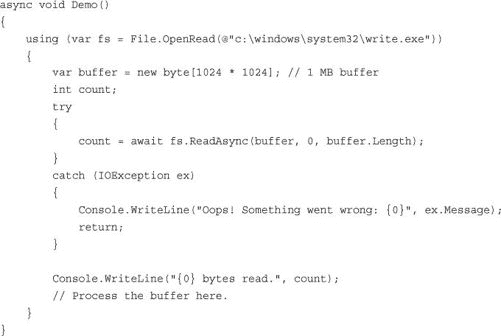 async void Demo()
{
    using (var fs = File.OpenRead(@"c:\windows\system32\write.exe"))
    {
        var buffer = new byte[1024 * 1024]; // 1 MB buffer
        int count;
        try
        {
            count = await fs.ReadAsync(buffer, 0, buffer.Length);
        }
        catch (IOException ex)
        {
            Console.WriteLine("Oops! Something went wrong: {0}", ex.Message);
            return;
        }

        Console.WriteLine("{0} bytes read.", count);
        // Process the buffer here.
    }
}